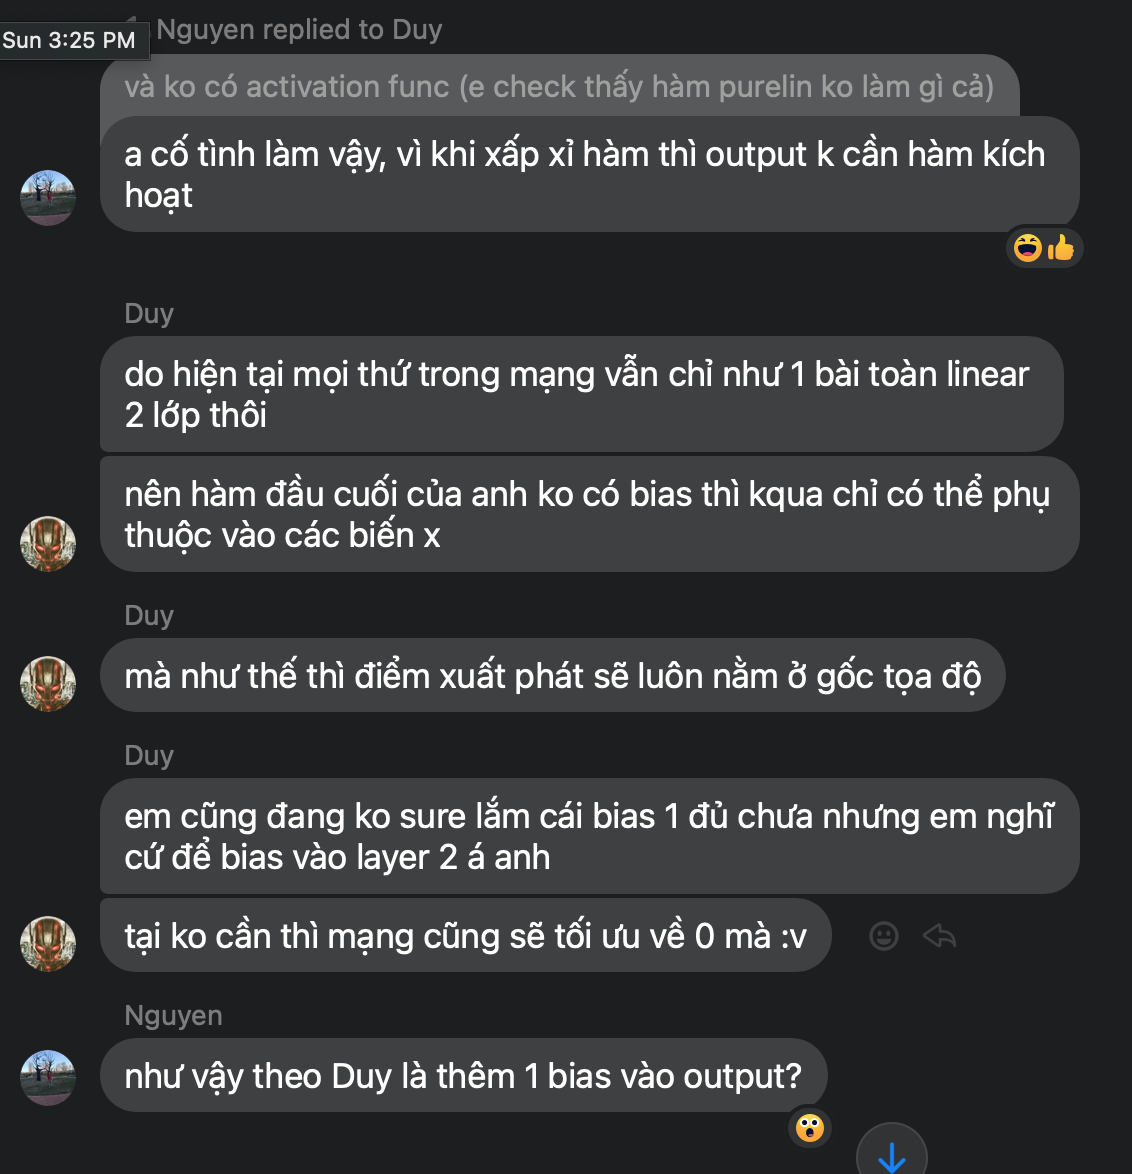 Nguyen replied to Duy
Sun 3:25 PM
và ko có activation func (e check thấy hàm purelin ko làm gì cả)
a cố tình làm vậy, vì khi xấp xỉ hàm thì output k cần hàm kích
hoạt
Duy
do hiện tại mọi thứ trong mạng vẫn chỉ như 1 bài toàn linear
2 lớp thôi
nên hàm đầu cuối của anh ko có bias thì kqua chỉ có thể phụ
thuộc vào các biến x
Duy
mà như thế thì điểm xuất phát sẽ luôn nằm ở gốc tọa độ
Duy
em cũng đang ko sure lắm cái bias 1 đủ chưa nhưng em nghĩ
cứ để bias vào layer 2 á anh
tại ko cần thì mạng cũng sẽ tối ưu về 0 mà :v
Nguyen
như vậy theo Duy là thêm 1 bias vào output?